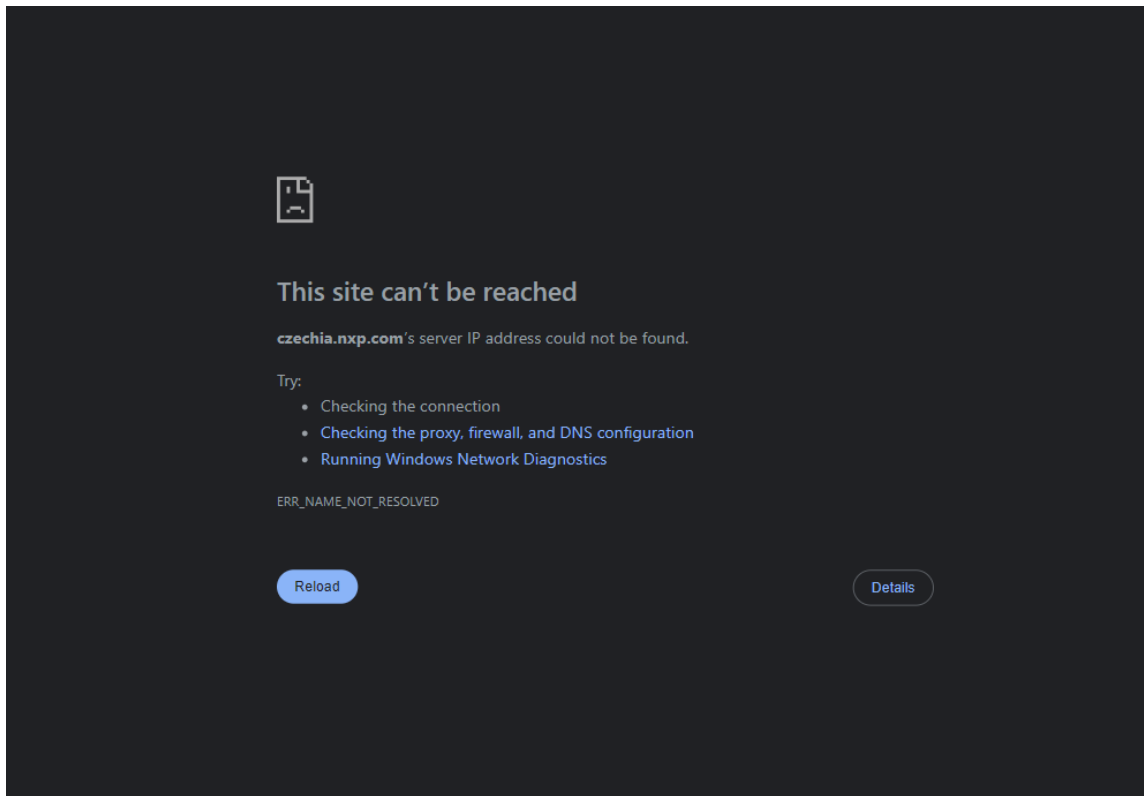 This site can’t be reached
czechia.nxp.com’s server IP address could not be found.
Try:
• Checking the connection
• Checking the proxy, firewall, and DNS configuration
• Running Windows Network Diagnostics
ERR_NAME_NOT_RESOLVED
Reload
Details